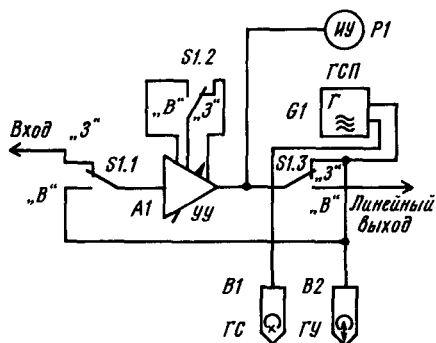 ИУ P1
S1.2
ГСП
„В“ „З“
G1 Г
Вход „З“
S1.1
S1.3 „З“
„В“
A1 УУ
„В“
Линейный
выход
B1 B2
ГС ГУ